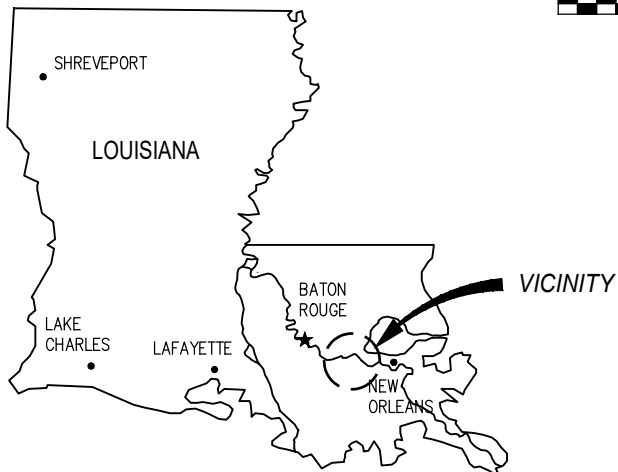 SHREVEPORT
LOUISIANA
VICINITY
BATON
ROUGE
LAKE
CHARLES
LAFAYETTE
NEW
ORLEANS